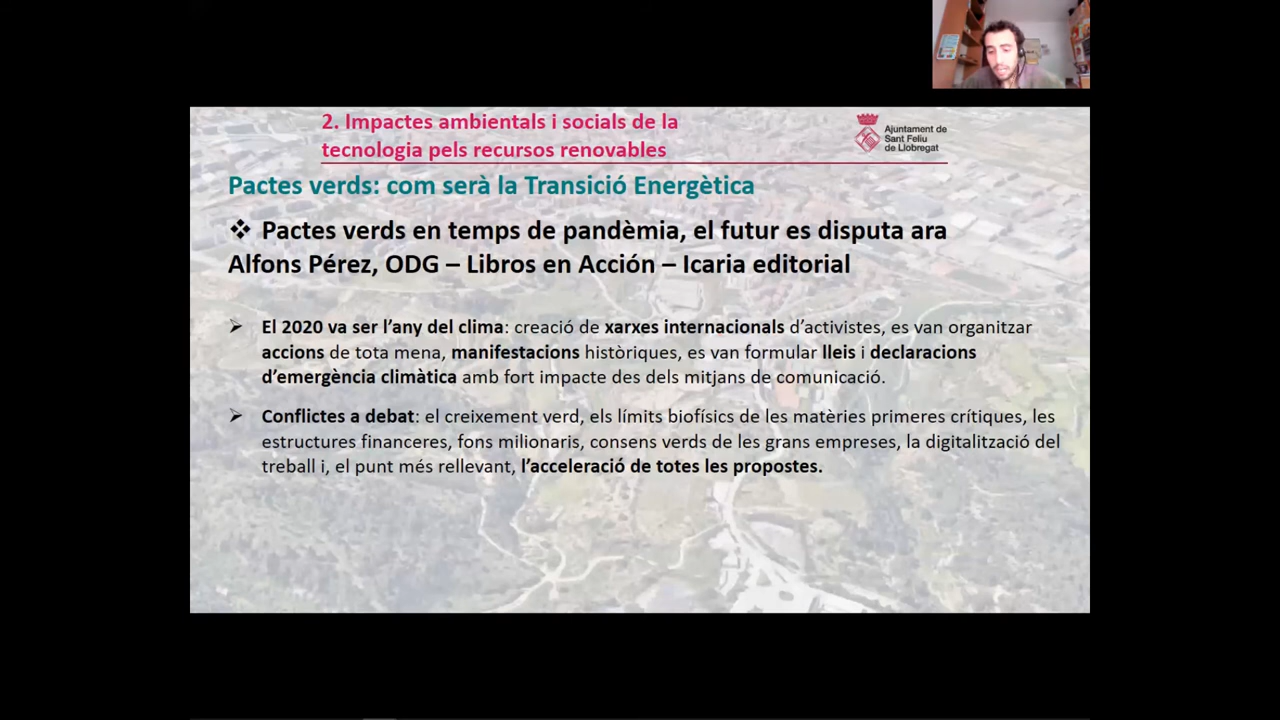 2. Impactes ambientals i socials de la
tecnologia pels recursos renovables
Ajuntament de
Sant Feliu
de Llobregat
Pactes verds: com serà la Transició Energètica
❖ Pactes verds en temps de pandèmia, el futur es disputa ara
Alfons Pérez, ODG – Libros en Acción – Icaria editorial
➢ El 2020 va ser l’any del clima: creació de xarxes internacionals d’activistes, es van organitzar
accions de tota mena, manifestacions històriques, es van formular lleis i declaracions
d’emergència climàtica amb fort impacte des dels mitjans de comunicació.
➢ Conflictes a debat: el creixement verd, els límits biofísics de les matèries primeres crítiques, les
estructures financeres, fons milionaris, consens verds de les grans empreses, la digitalització del
treball i, el punt més rellevant, l’acceleració de totes les propostes.